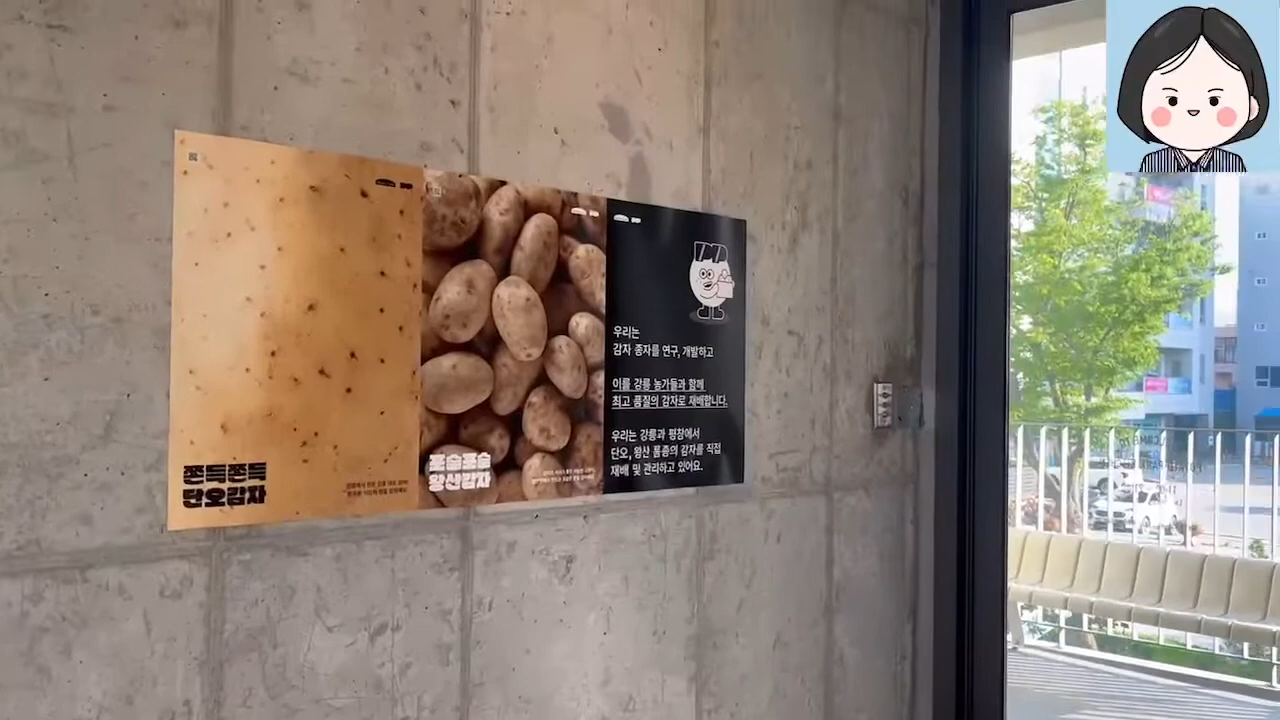 쫀득쫀득
단오감자
포슬포슬
왕산감자
우리는
감자 종자를 연구, 개발하고
이를 강릉 농가들과 함께
최고 품질의 감자로 재배합니다.
우리는 강릉과 평창에서
단오, 왕산 품종의 감자를 직접
재배 및 관리하고 있어요.